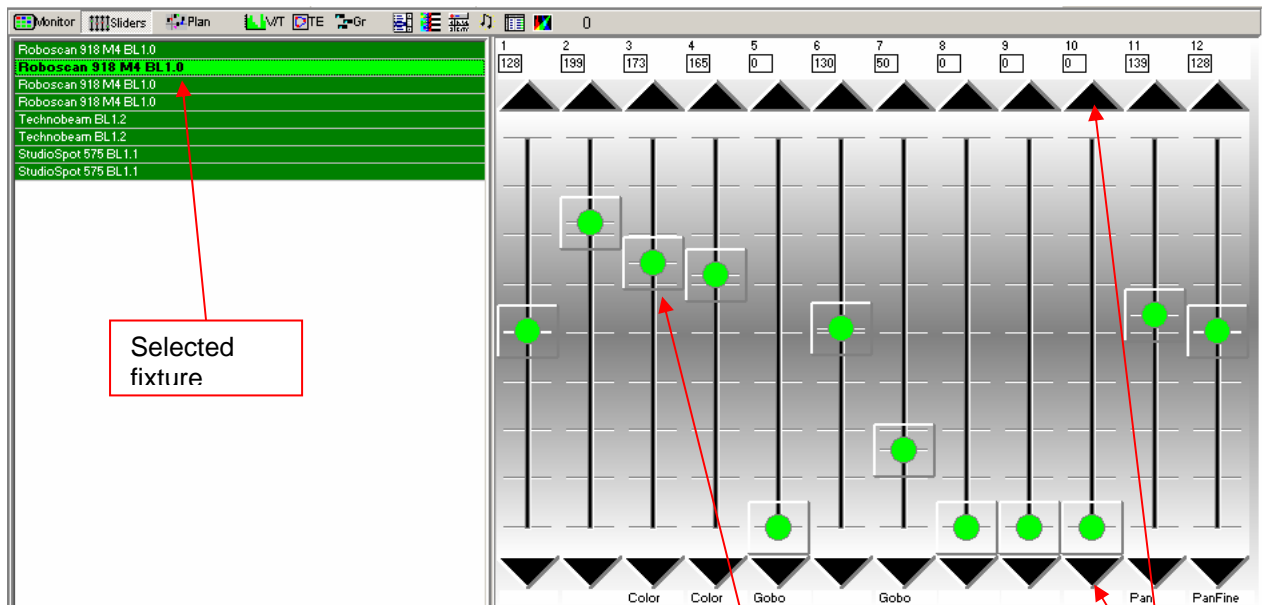 Monitor Sliders Plan V/T TE Gr 0
Roboscan 918 M4 BL1.0
Roboscan 918 M4 BL1.0
Roboscan 918 M4 BL1.0
Roboscan 918 M4 BL1.0
Technobeam BL1.2
Technobeam BL1.2
StudioSpot 575 BL1.1
StudioSpot 575 BL1.1
Selected
fixture
1 2 3 4 5 6 7 8 9 10 11 12
128 199 173 165 0 130 50 0 0 0 139 128
Color Color Gobo Gobo Pan PanFine